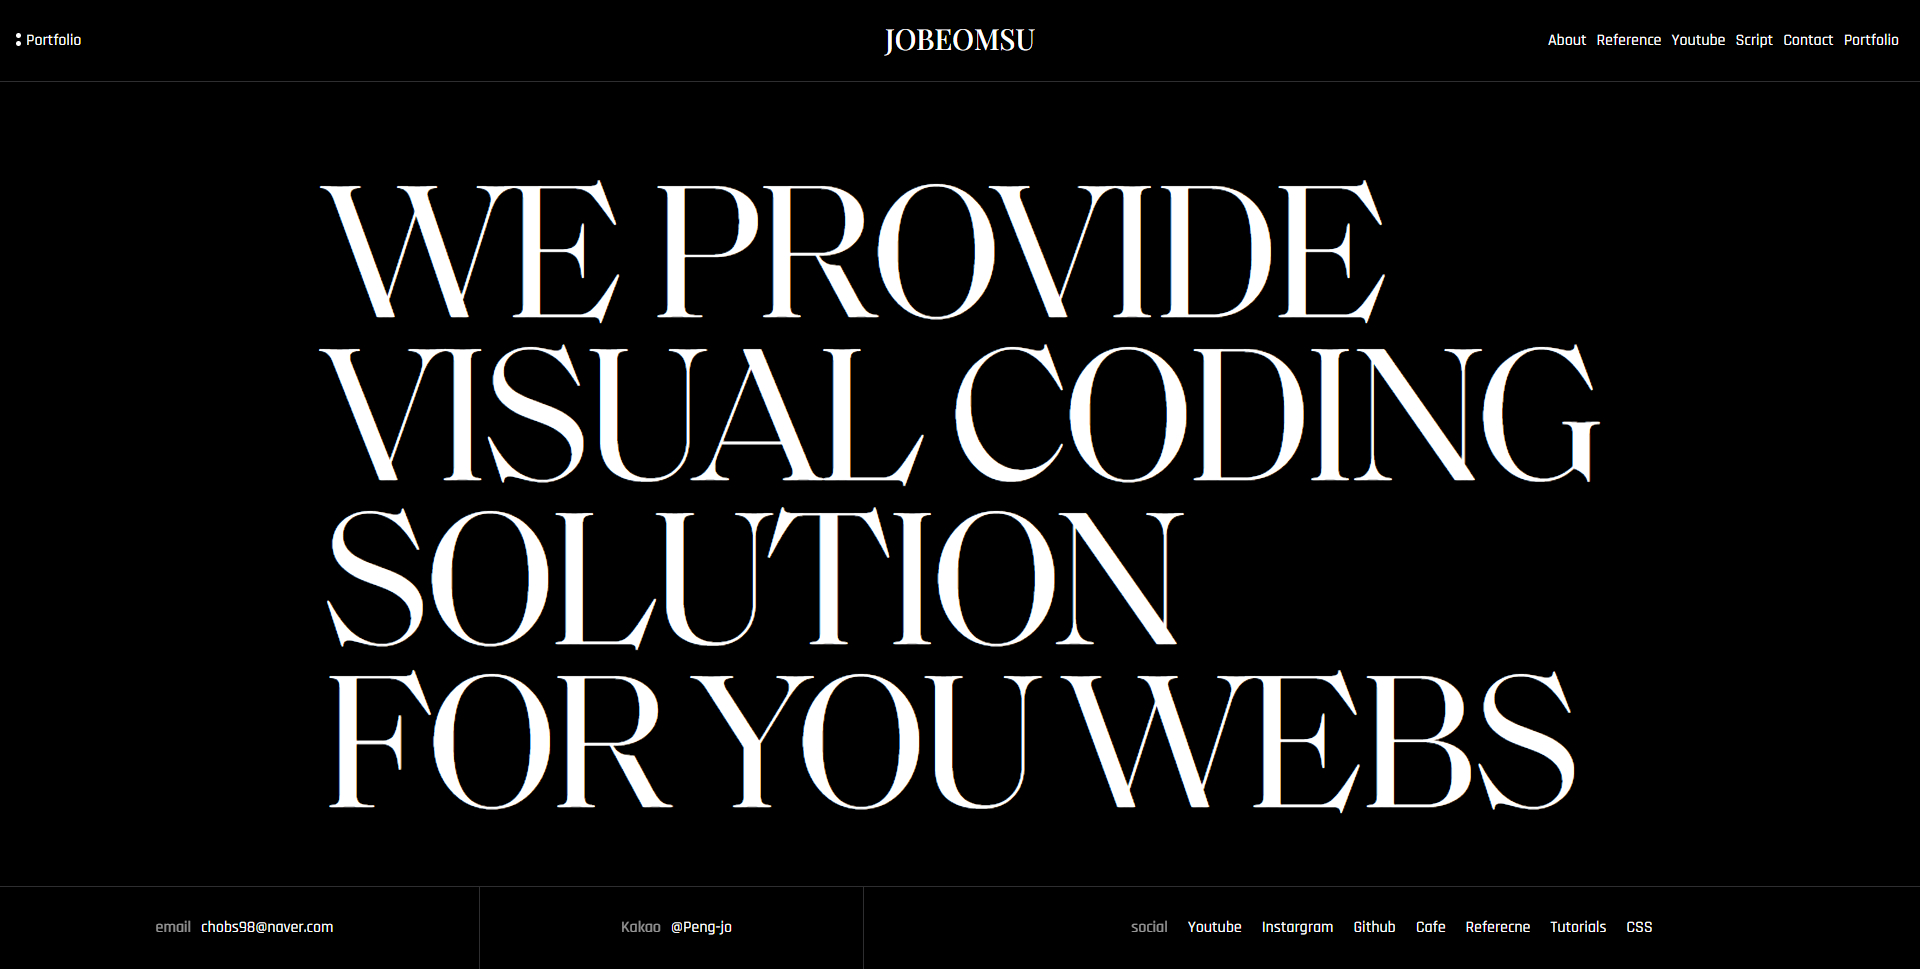 Portfolio
JOBEOMSU
About Reference Youtube Script Contact Portfolio
WE PROVIDE
VISUAL CODING
SOLUTION
FOR YOU WEBS
email chobs98@naver.com
Kakao @Peng-jo
social Youtube Instargram Github Cafe Referecne Tutorials CSS